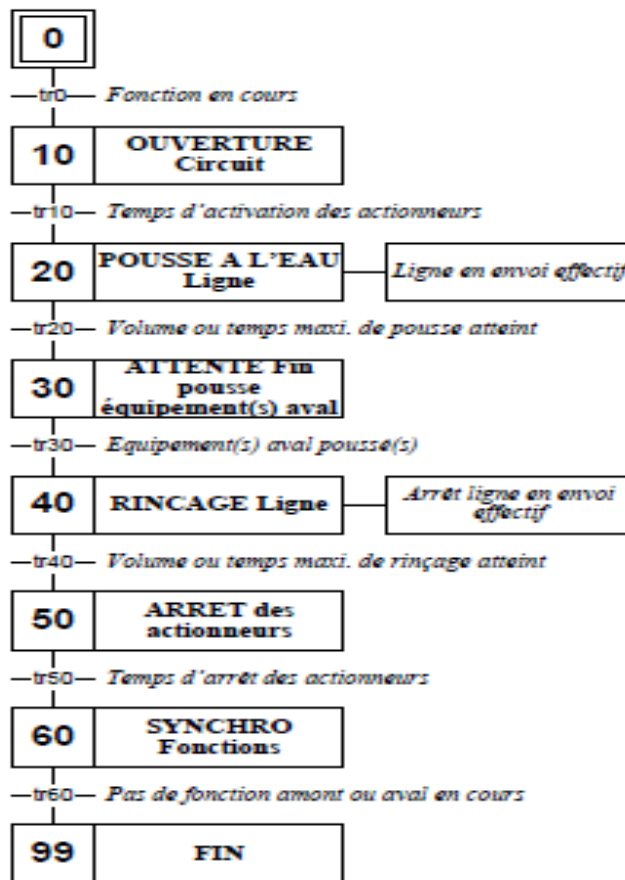 0
tr0 Fonction en cours
10 OUVERTURE
Circuit
tr10 Temps d'activation des actionneurs
20 POUSSE A L'EAU
Ligne
Ligne en envoi effectif
tr20 Volume ou temps maxi. de pousse atteint
30 ATTENTE Fin
pousse
équipement(s) aval
tr30 Equipement(s) aval poussé(s)
40 RINCAGE Ligne
Arrêt ligne en envoi
effectif
tr40 Volume ou temps maxi. de rinçage atteint
50 ARRET des
actionneurs
tr50 Temps d'arrêt des actionneurs
60 SYNCHRO
Fonctions
tr60 Pas de fonction amont ou aval en cours
99 FIN